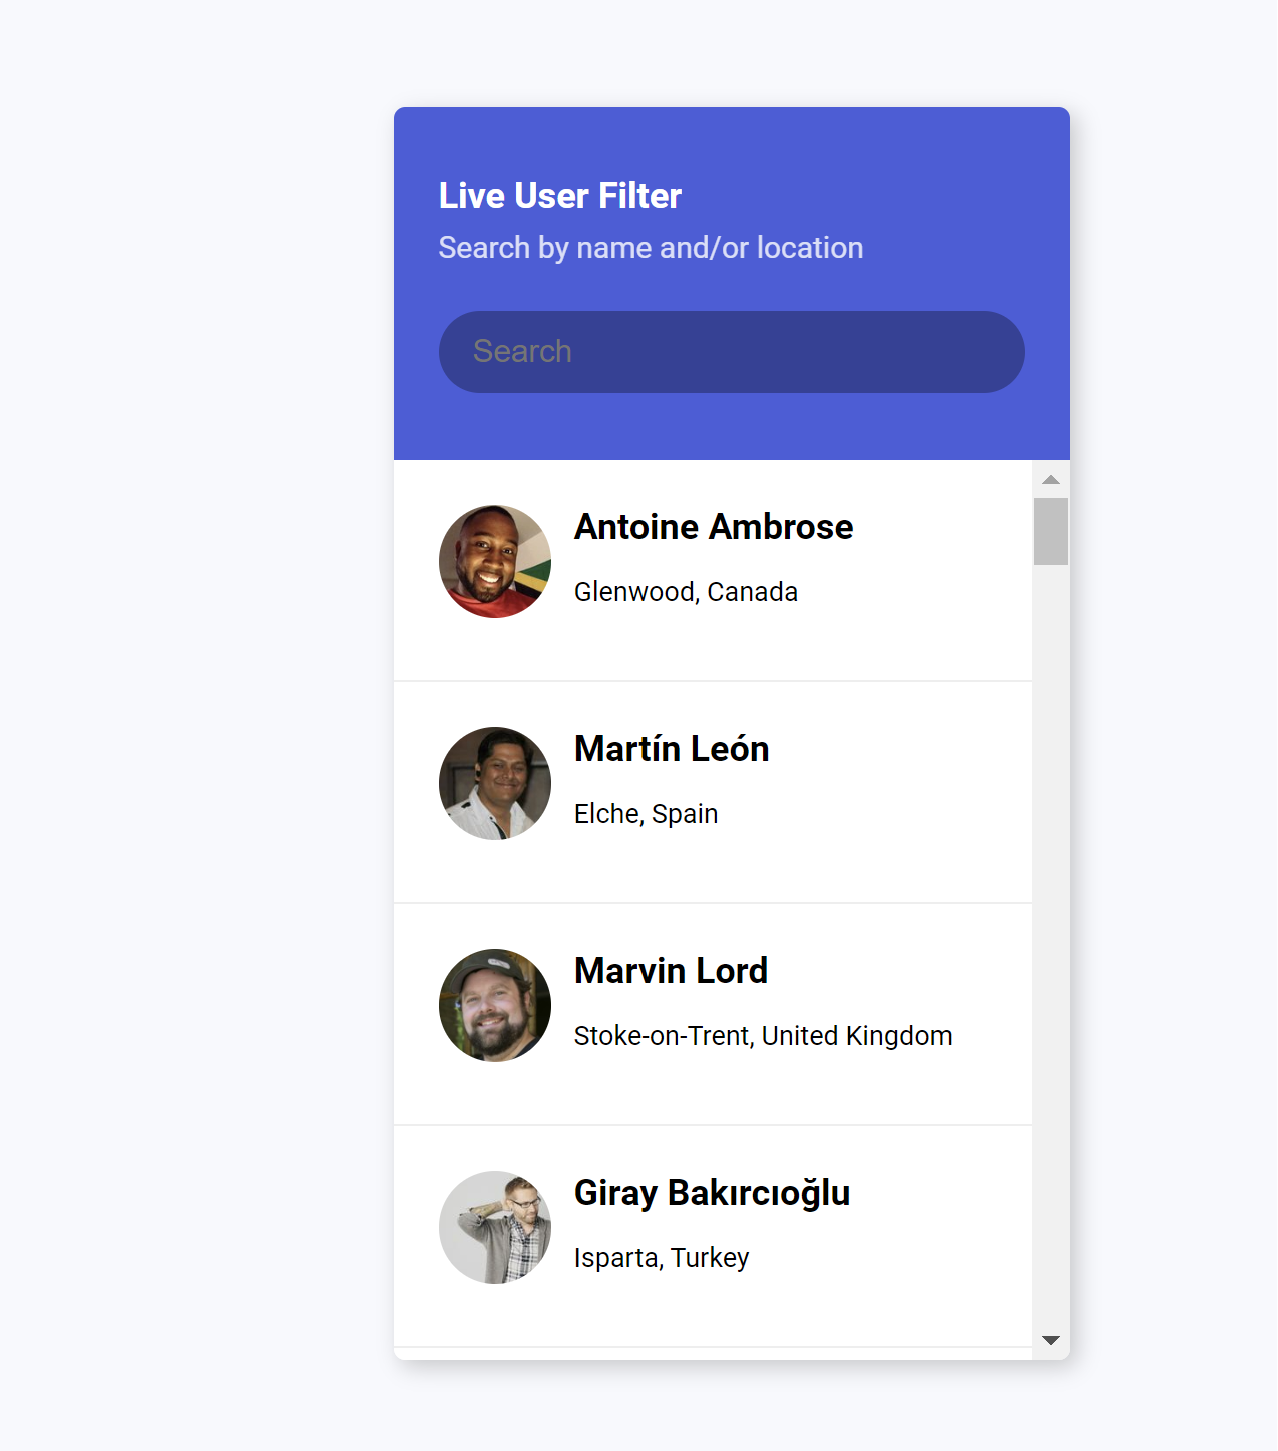 Live User Filter
Search by name and/or location
Search
Antoine Ambrose
Glenwood, Canada
Martín León
Elche, Spain
Marvin Lord
Stoke-on-Trent, United Kingdom
Giray Bakırcıoğlu
Isparta, Turkey